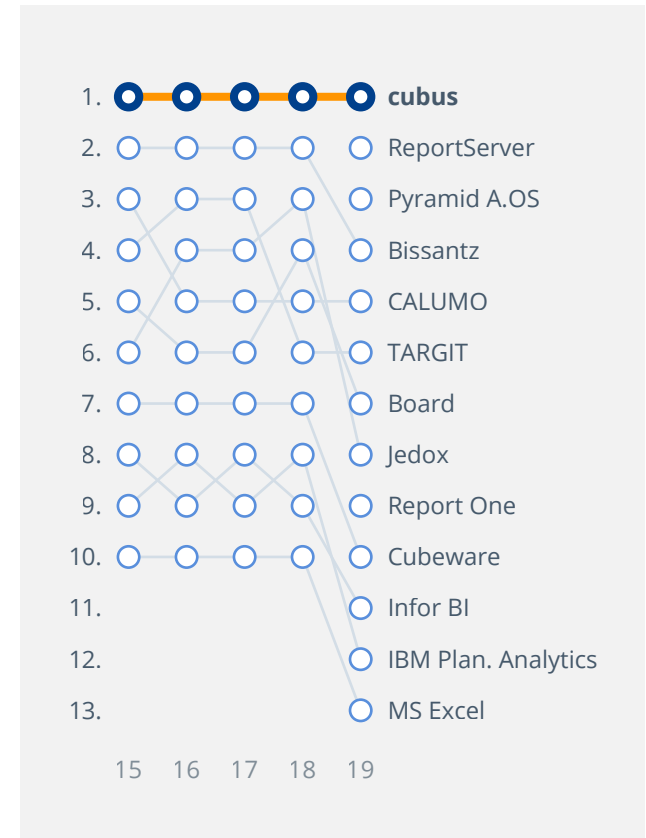 1. cubus
2. ReportServer
3. Pyramid A.OS
4. Bissantz
5. CALUMO
6. TARGIT
7. Board
8. Jedox
9. Report One
10. Cubeware
11. Infor BI
12. IBM Plan. Analytics
13. MS Excel
15 16 17 18 19